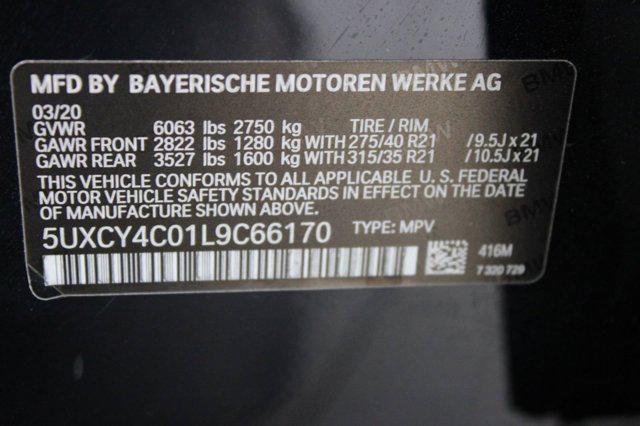 MFD BY BAYERISCHE MOTOREN WERKE AG
03/20
GVWR 6063 lbs 2750 kg TIRE / RIM
GAWR FRONT 2822 lbs 1280 kg WITH 275/40 R21 / 9.5J x 21
GAWR REAR 3527 lbs 1600 kg WITH 315/35 R21 / 10.5J x 21
THIS VEHICLE CONFORMS TO ALL APPLICABLE U. S. FEDERAL
MOTOR VEHICLE SAFETY STANDARDS IN EFFECT ON THE DATE OF
MANUFACTURE SHOWN ABOVE.
5UXCY4C01L9C66170 TYPE: MPV
416M
7 320 729